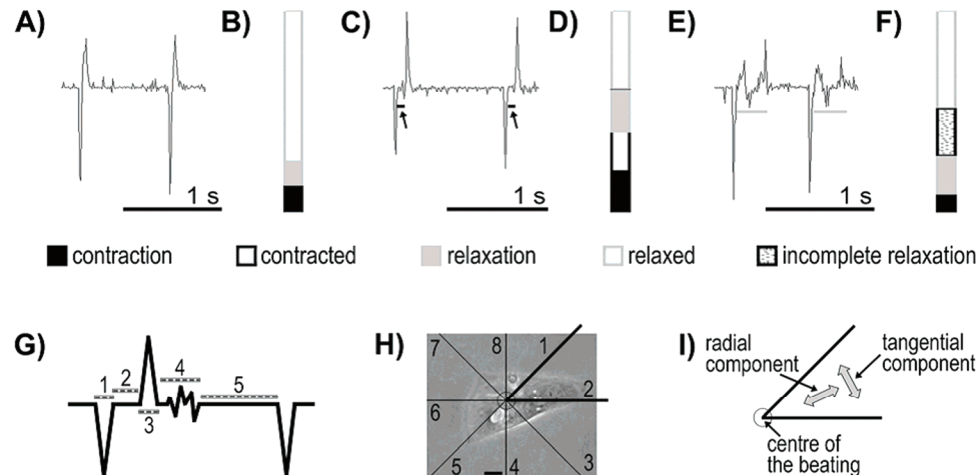 A) B) C) D) E) F)
1 s 1 s 1 s
contraction contracted relaxation relaxed incomplete relaxation
G) H) I)
1 2 3 4 5
7 8 1
6 2
5 4 3
radial component
tangential component
centre of the beating